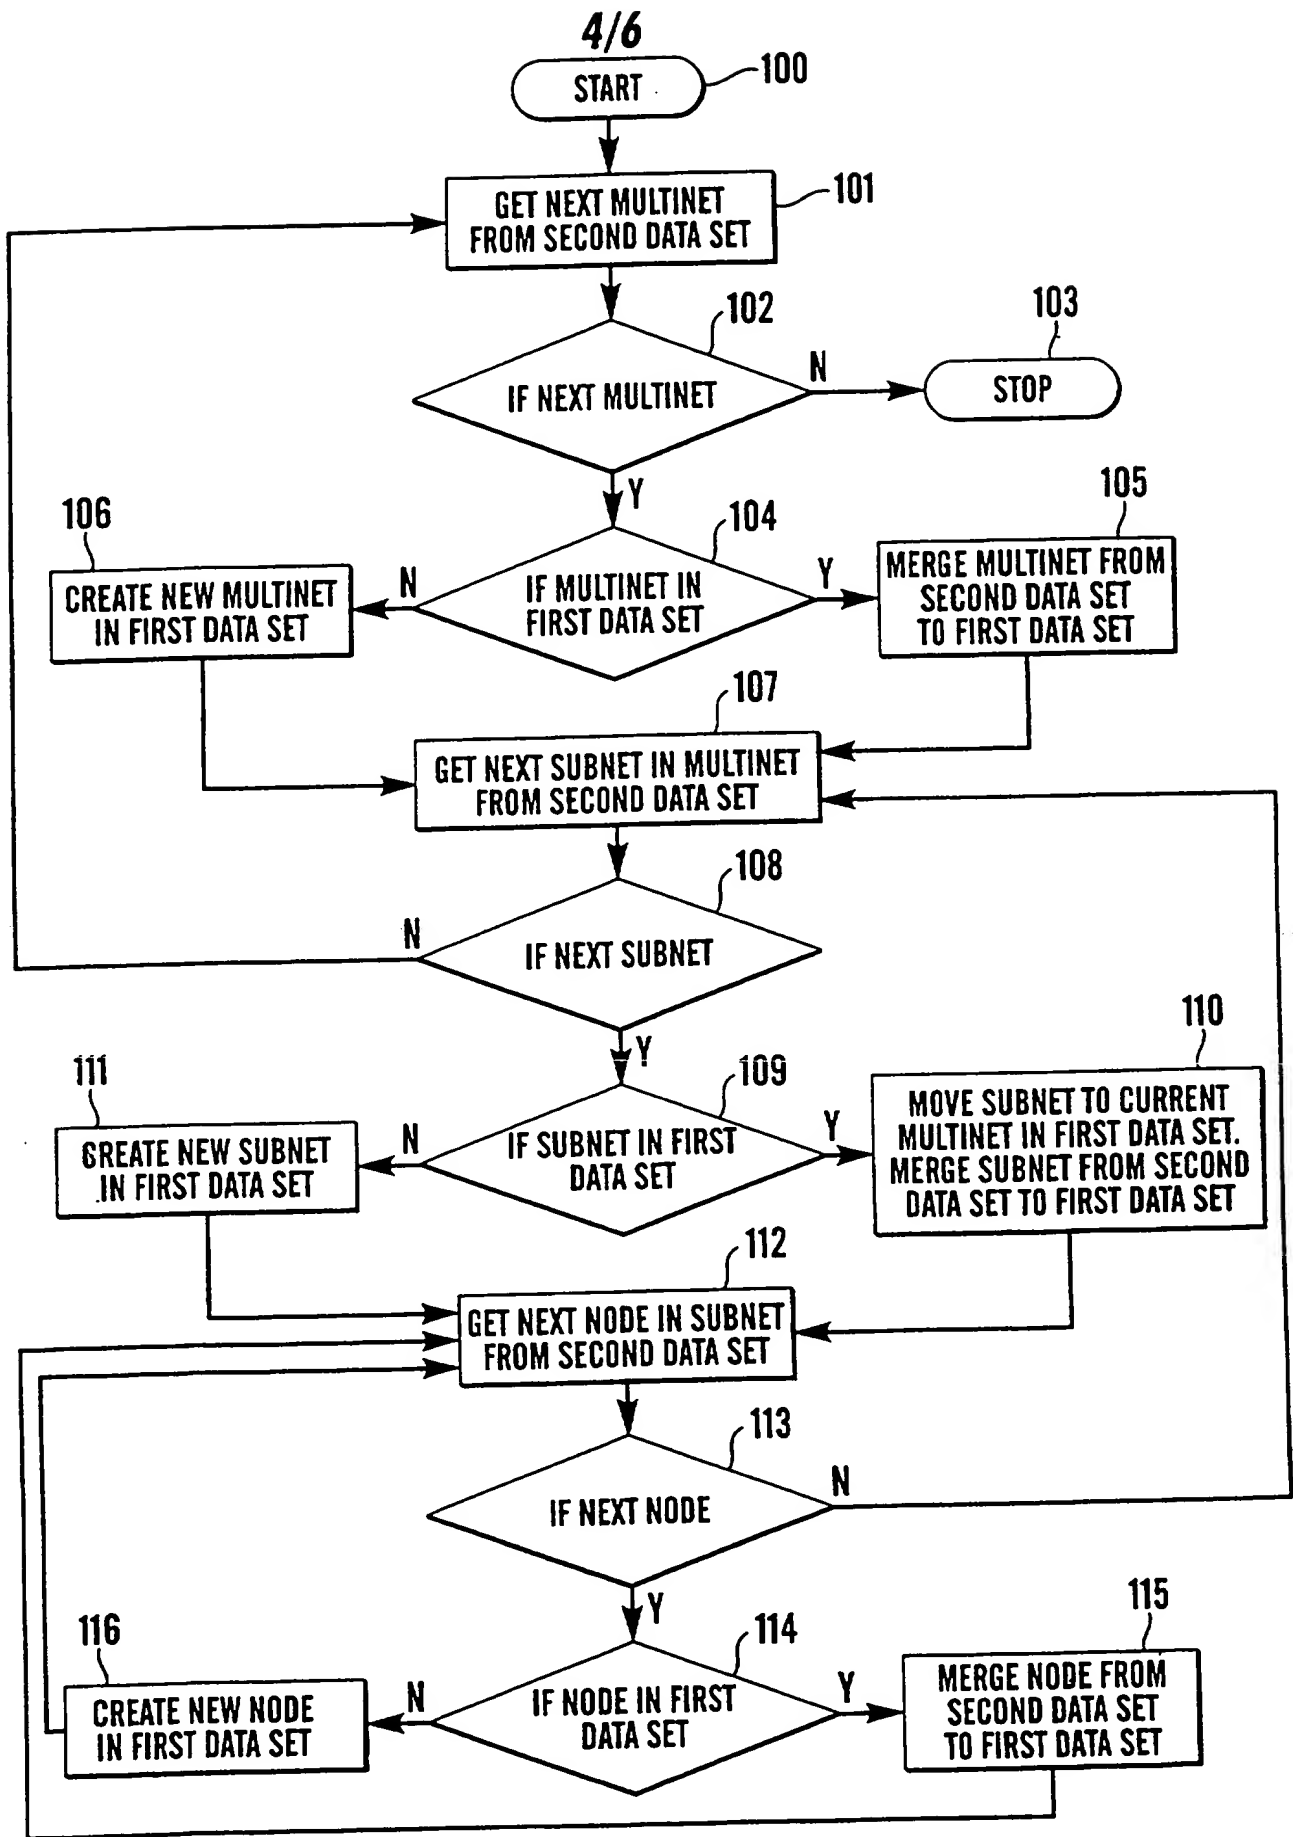 4/6
START
100
GET NEXT MULTINET
FROM SECOND DATA SET
101
102
IF NEXT MULTINET
N
103
STOP
Y
106
CREATE NEW MULTINET
IN FIRST DATA SET
N
104
IF MULTINET IN
FIRST DATA SET
Y
105
MERGE MULTINET FROM
SECOND DATA SET
TO FIRST DATA SET
107
GET NEXT SUBNET IN MULTINET
FROM SECOND DATA SET
108
N
IF NEXT SUBNET
Y
111
CREATE NEW SUBNET
IN FIRST DATA SET
N
109
IF SUBNET IN FIRST
DATA SET
Y
110
MOVE SUBNET TO CURRENT
MULTINET IN FIRST DATA SET.
MERGE SUBNET FROM SECOND
DATA SET TO FIRST DATA SET
112
GET NEXT NODE IN SUBNET
FROM SECOND DATA SET
113
IF NEXT NODE
N
Y
116
CREATE NEW NODE
IN FIRST DATA SET
N
114
IF NODE IN FIRST
DATA SET
Y
115
MERGE NODE FROM
SECOND DATA SET
TO FIRST DATA SET